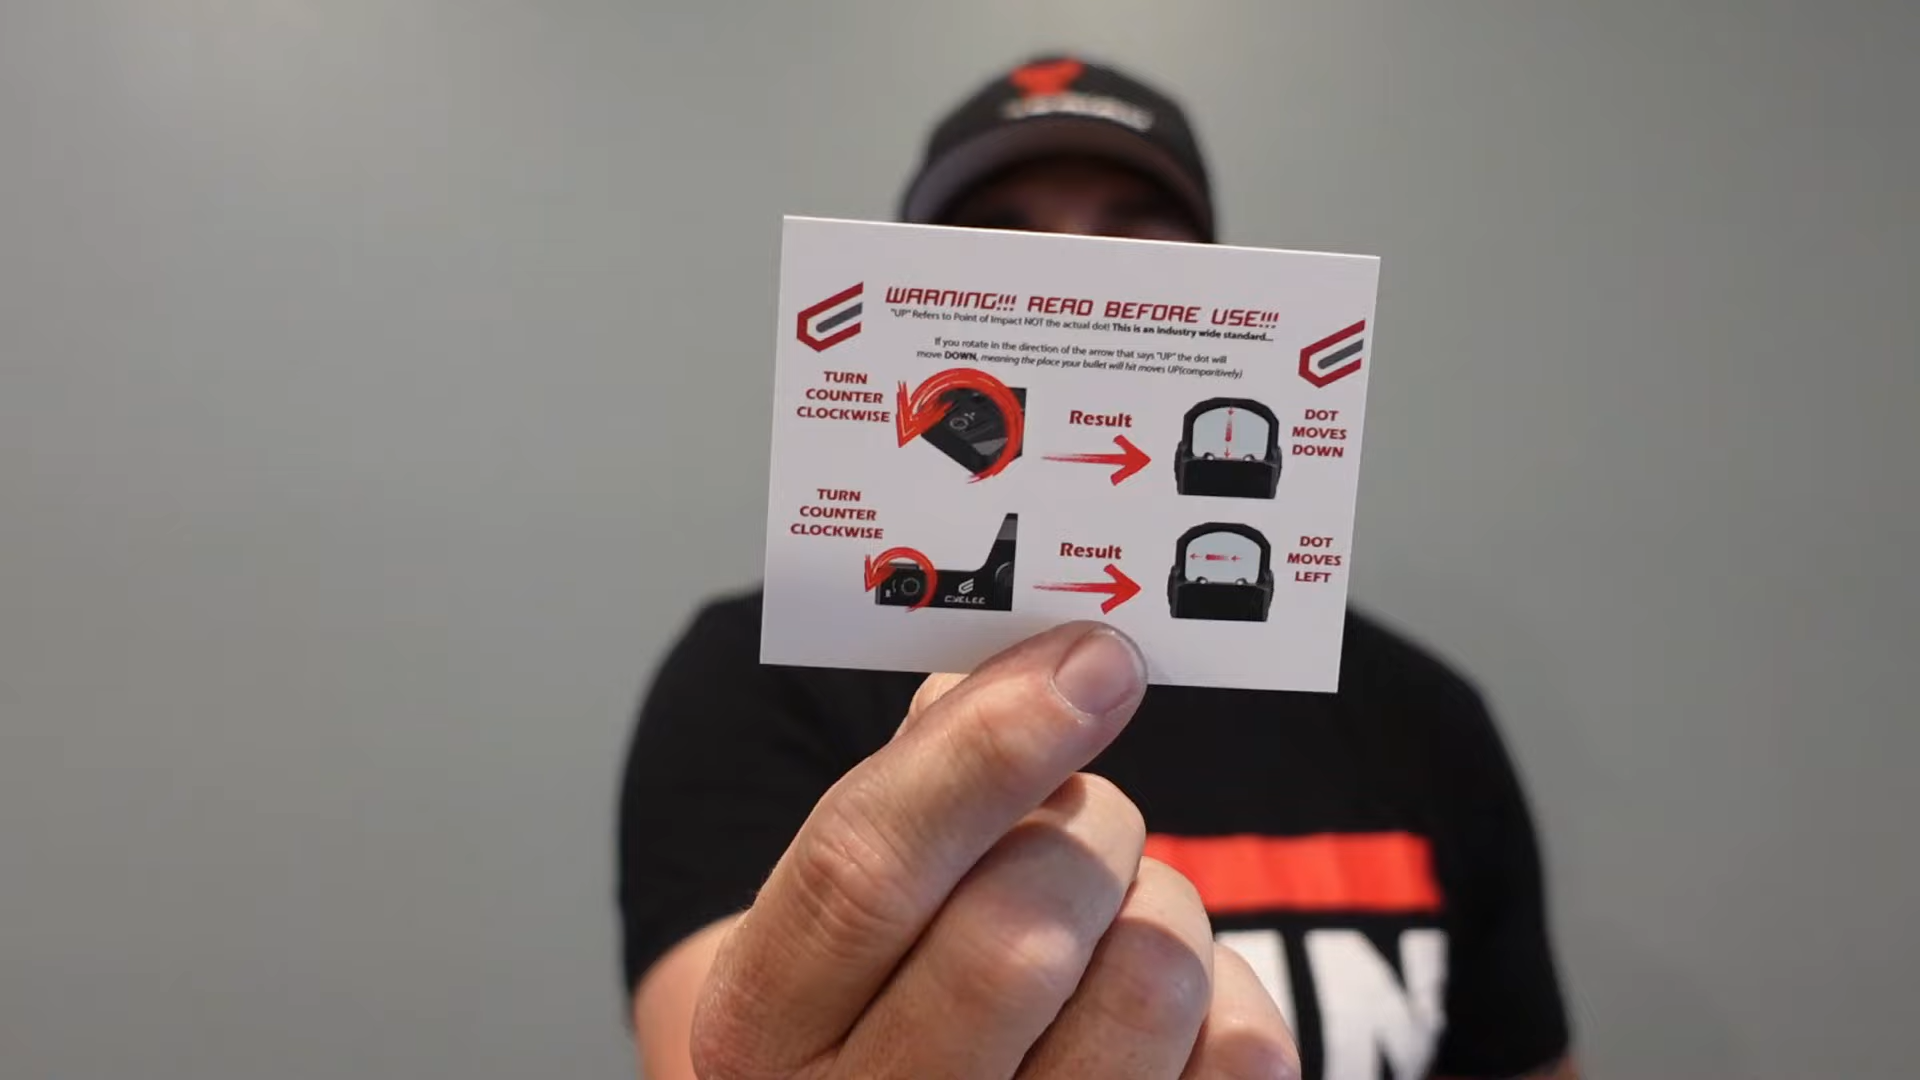 WARNING!!! READ BEFORE USE!!!
"UP" Refers to Point of Impact NOT the actual dot! This is an industry wide standard...
If you rotate in the direction of the arrow that says "UP" the dot will
move DOWN, meaning the place your bullet will hit moves UP(comparitively)
TURN
COUNTER
CLOCKWISE
Result
DOT
MOVES
DOWN
TURN
COUNTER
CLOCKWISE
CYELEE
Result
DOT
MOVES
LEFT
IN